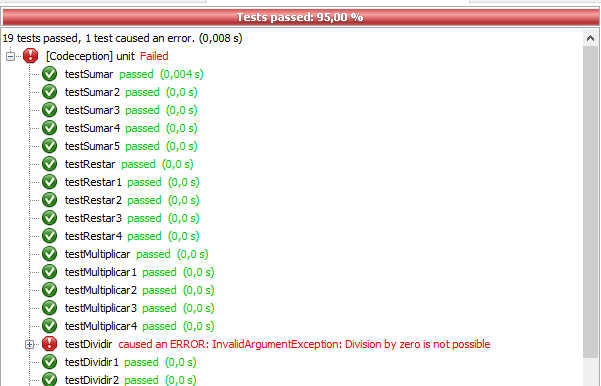 Tests passed: 95,00 %
19 tests passed, 1 test caused an error. (0,008 s)
[Codeception] unit Failed
testSumar passed (0,004 s)
testSumar2 passed (0,0 s)
testSumar3 passed (0,0 s)
testSumar4 passed (0,0 s)
testSumar5 passed (0,0 s)
testRestar passed (0,0 s)
testRestar1 passed (0,0 s)
testRestar2 passed (0,0 s)
testRestar3 passed (0,0 s)
testRestar4 passed (0,0 s)
testMultiplicar passed (0,0 s)
testMultiplicar1 passed (0,0 s)
testMultiplicar2 passed (0,0 s)
testMultiplicar3 passed (0,0 s)
testMultiplicar4 passed (0,0 s)
testDividir caused an ERROR: InvalidArgumentException: Division by zero is not possible
testDividir1 passed (0,0 s)
testDividir2 passed (0,0 s)